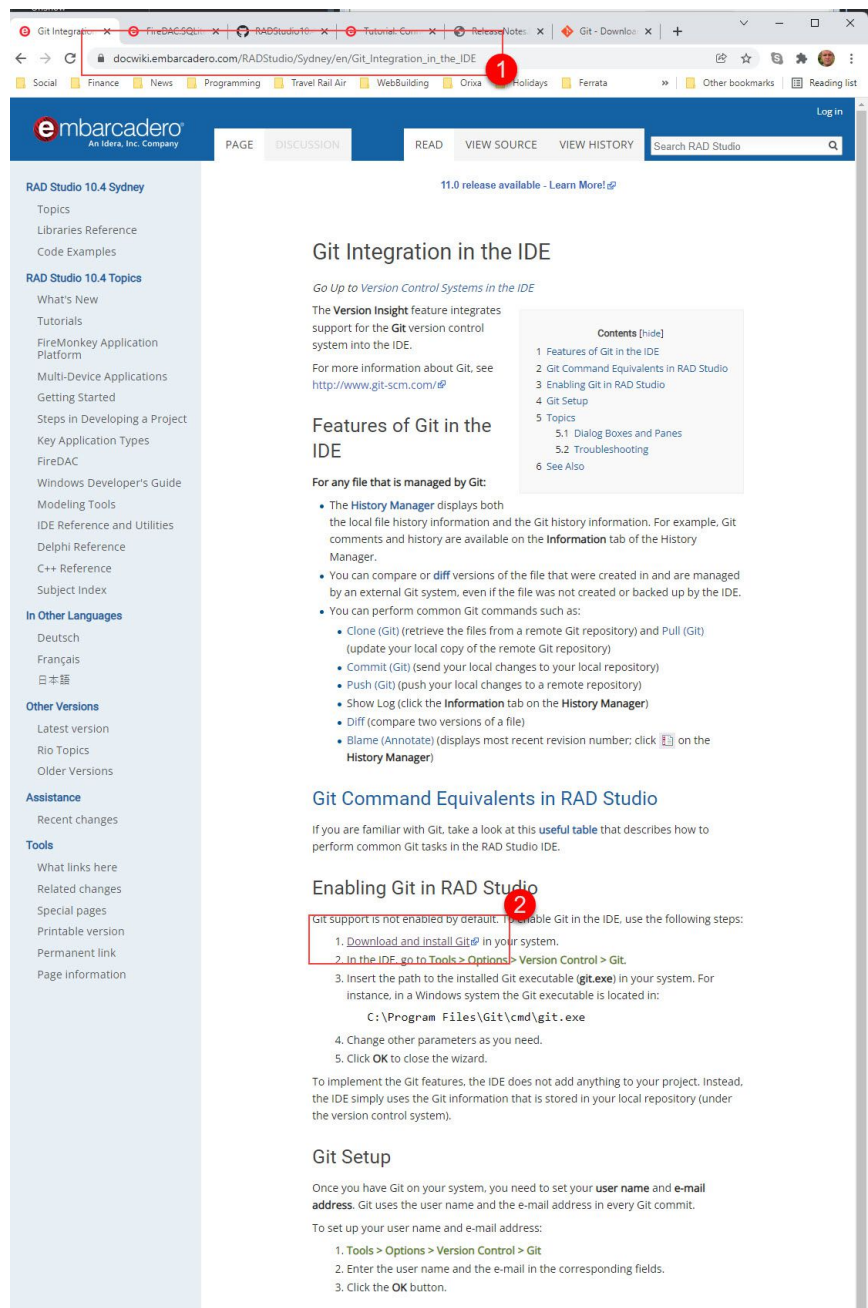 Git Integration
FireDAC.SQLite
RADStudio10
Tutorial: Conn
ReleaseNotes
Git - Downloa
docwiki.embarcadero.com/RADStudio/Sydney/en/Git_Integration_in_the_IDE
1
Social
Finance
News
Programming
Travel Rail Air
WebBuilding
Orixa
Holidays
Ferrata
»
Other bookmarks
Reading list
Log in
embarcadero®
An Idera, Inc. Company
PAGE
DISCUSSION
READ
VIEW SOURCE
VIEW HISTORY
Search RAD Studio
RAD Studio 10.4 Sydney
Topics
Libraries Reference
Code Examples
RAD Studio 10.4 Topics
What's New
Tutorials
FireMonkey Application
Platform
Multi-Device Applications
Getting Started
Steps in Developing a Project
Key Application Types
FireDAC
Windows Developer's Guide
Modeling Tools
IDE Reference and Utilities
Delphi Reference
C++ Reference
Subject Index
In Other Languages
Deutsch
Français
日本語
Other Versions
Latest version
Rio Topics
Older Versions
Assistance
Recent changes
Tools
What links here
Related changes
Special pages
Printable version
Permanent link
Page information
11.0 release available - Learn More!
Git Integration in the IDE
Go Up to Version Control Systems in the IDE
The Version Insight feature integrates
support for the Git version control
system into the IDE.
For more information about Git, see
http://www.git-scm.com/
Contents [hide]
1 Features of Git in the IDE
2 Git Command Equivalents in RAD Studio
3 Enabling Git in RAD Studio
4 Git Setup
5 Topics
5.1 Dialog Boxes and Panes
5.2 Troubleshooting
6 See Also
Features of Git in the
IDE
For any file that is managed by Git:
• The History Manager displays both
the local file history information and the Git history information. For example, Git
comments and history are available on the Information tab of the History
Manager.
• You can compare or diff versions of the file that were created in and are managed
by an external Git system, even if the file was not created or backed up by the IDE.
• You can perform common Git commands such as:
• Clone (Git) (retrieve the files from a remote Git repository) and Pull (Git)
(update your local copy of the remote Git repository)
• Commit (Git) (send your local changes to your local repository)
• Push (Git) (push your local changes to a remote repository)
• Show Log (click the Information tab on the History Manager)
• Diff (compare two versions of a file)
• Blame (Annotate) (displays most recent revision number; click on the
History Manager)
Git Command Equivalents in RAD Studio
If you are familiar with Git, take a look at this useful table that describes how to
perform common Git tasks in the RAD Studio IDE.
Enabling Git in RAD Studio
2
Git support is not enabled by default. To enable Git in the IDE, use the following steps:
1. Download and install Git in your system.
2. In the IDE, go to Tools > Options > Version Control > Git.
3. Insert the path to the installed Git executable (git.exe) in your system. For
instance, in a Windows system the Git executable is located in:
C:\Program Files\Git\cmd\git.exe
4. Change other parameters as you need.
5. Click OK to close the wizard.
To implement the Git features, the IDE does not add anything to your project. Instead,
the IDE simply uses the Git information that is stored in your local repository (under
the version control system).
Git Setup
Once you have Git on your system, you need to set your user name and e-mail
address. Git uses the user name and the e-mail address in every Git commit.
To set up your user name and e-mail address:
1. Tools > Options > Version Control > Git
2. Enter the user name and the e-mail in the corresponding fields.
3. Click the OK button.